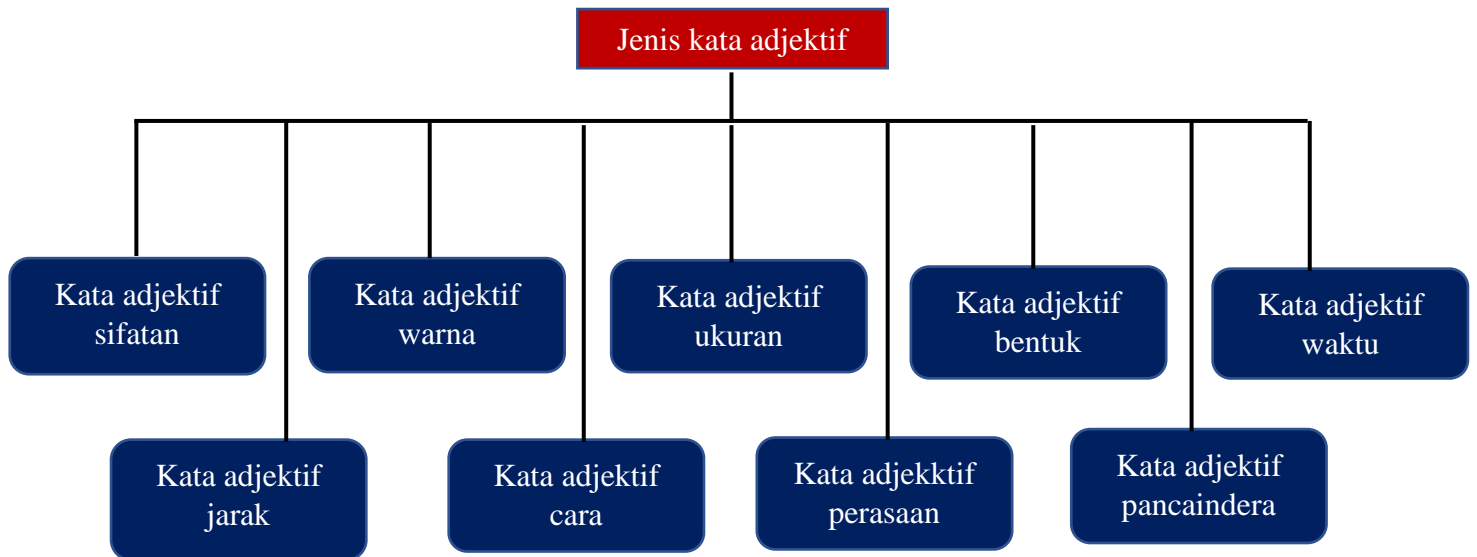 Jenis kata adjektif
Kata adjektif
sifatan
Kata adjektif
warna
Kata adjektif
ukuran
Kata adjektif
bentuk
Kata adjektif
waktu
Kata adjektif
jarak
Kata adjektif
cara
Kata adjekktif
perasaan
Kata adjektif
pancaindera